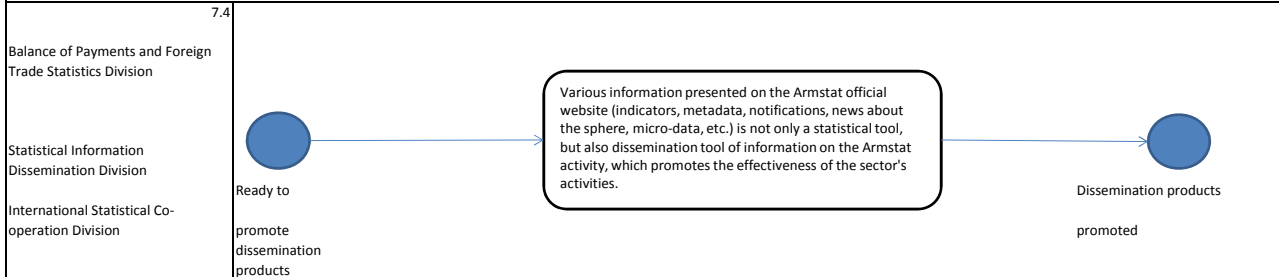 7.4
Balance of Payments and Foreign
Trade Statistics Division
Statistical Information
Dissemination Division
International Statistical Co-
operation Division
Ready to
promote
dissemination
products
Various information presented on the Armstat official
website (indicators, metadata, notifications, news about
the sphere, micro-data, etc.) is not only a statistical tool,
but also dissemination tool of information on the Armstat
activity, which promotes the effectiveness of the sector's
activities.
Dissemination products
promoted